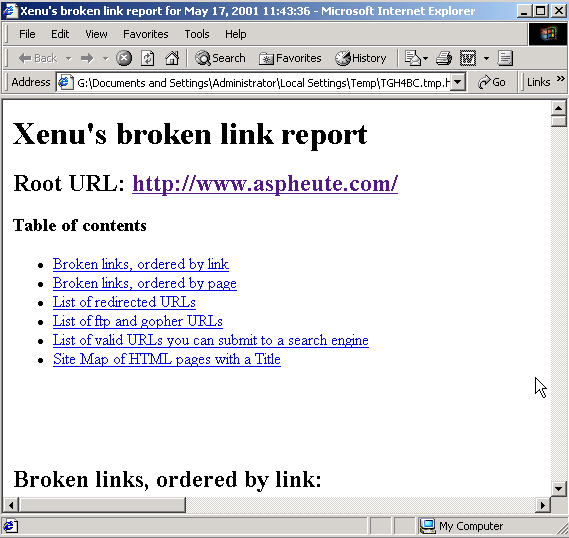 Xenu's broken link report for May 17, 2001 11:43:36 - Microsoft Internet Explorer
File Edit View Favorites Tools Help
Back Search Favorites History
Address G:\Documents and Settings\Administrator\Local Settings\Temp\TGH4BC.tmp.h Go Links »
Xenu's broken link report
Root URL: http://www.aspheute.com/
Table of contents
• Broken links, ordered by link
• Broken links, ordered by page
• List of redirected URLs
• List of ftp and gopher URLs
• List of valid URLs you can submit to a search engine
• Site Map of HTML pages with a Title
Broken links, ordered by link:
My Computer